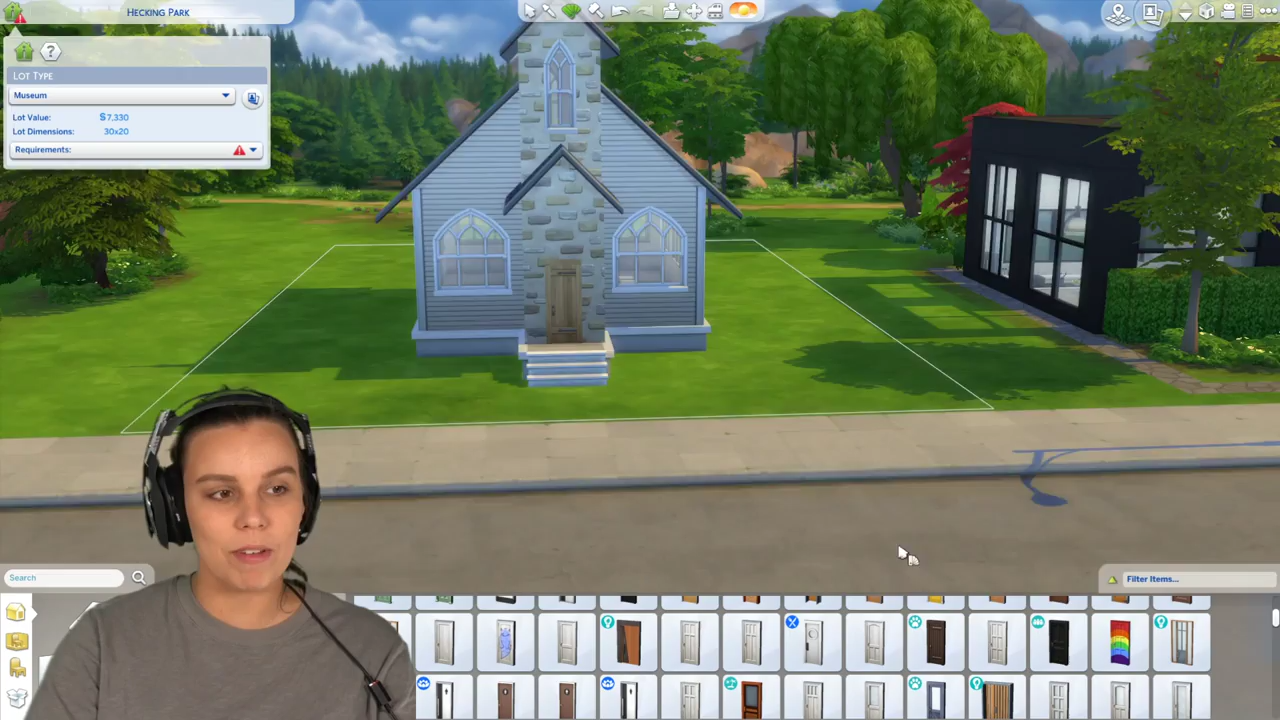 Hecking Park
?
LOT TYPE
Museum
Lot Value: §7,330
Lot Dimensions: 30x20
Requirements:
Search
Filter Items...